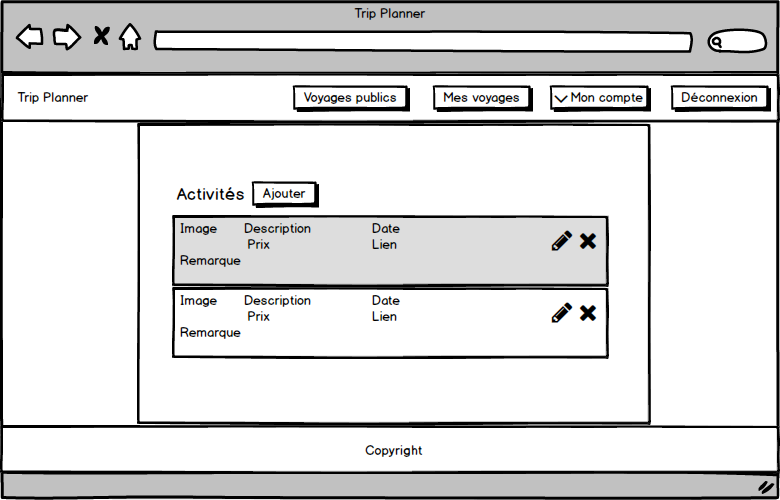 Trip Planner
Trip Planner Voyages publics Mes voyages Mon compte Déconnexion
Activités Ajouter
Image Description Date
Prix Lien
Remarque
Image Description Date
Prix Lien
Remarque
Copyright